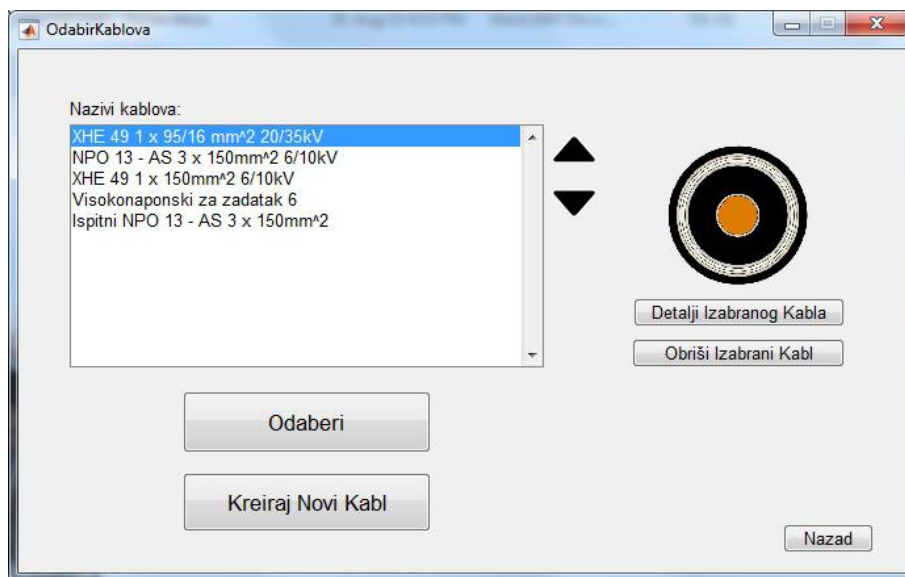 OdabirKablova
Nazivi kablova:
XHE 49 1 x 95/16 mm^2 20/35kV
NPO 13 - AS 3 x 150mm^2 6/10kV
XHE 49 1 x 150mm^2 6/10kV
Visokonaponski za zadatak 6
Ispitni NPO 13 - AS 3 x 150mm^2
Detalji Izabranog Kabla
Obriši Izabrani Kabl
Odaberi
Kreiraj Novi Kabl
Nazad